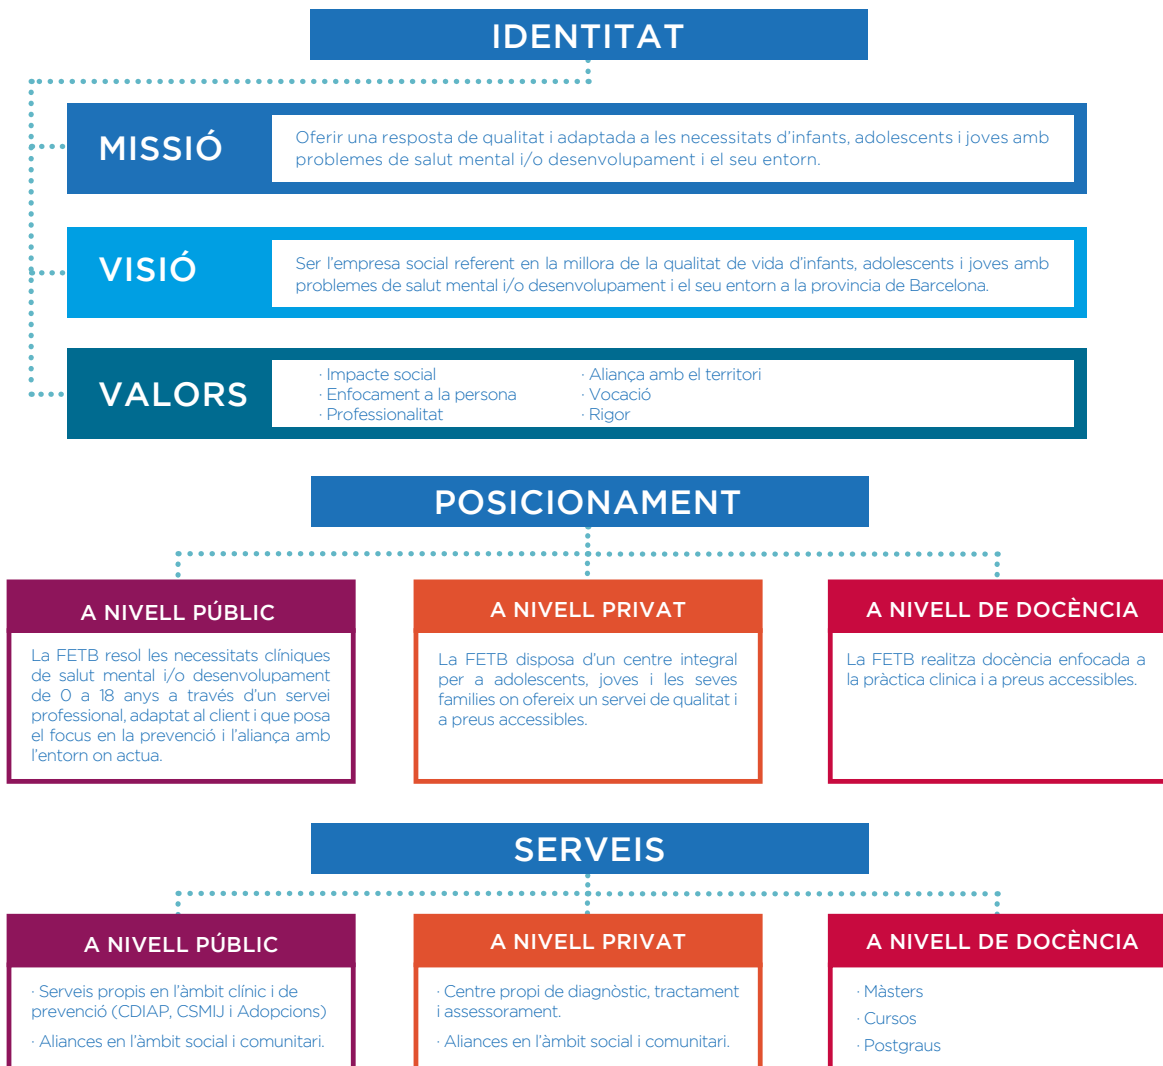 IDENTITAT
MISSIÓ
Oferir una resposta de qualitat i adaptada a les necessitats d'infants, adolescents i joves amb
problemes de salut mental i/o desenvolupament i el seu entorn.
VISIÓ
Ser l'empresa social referent en la millora de la qualitat de vida d'infants, adolescents i joves amb
problemes de salut mental i/o desenvolupament i el seu entorn a la provincia de Barcelona.
VALORS
· Impacte social
· Enfocament a la persona
· Professionalitat
· Aliança amb el territori
· Vocació
· Rigor
POSICIONAMENT
A NIVELL PÚBLIC
La FETB resol les necessitats clíniques
de salut mental i/o desenvolupament
de 0 a 18 anys a través d'un servei
professional, adaptat al client i que posa
el focus en la prevenció i l'aliança amb
l'entorn on actua.
A NIVELL PRIVAT
La FETB disposa d'un centre integral
per a adolescents, joves i les seves
families on ofereix un servei de qualitat i
a preus accessibles.
A NIVELL DE DOCÈNCIA
La FETB realitza docència enfocada a
la pràctica clinica i a preus accessibles.
SERVEIS
A NIVELL PÚBLIC
· Serveis propis en l'àmbit clínic i de
prevenció (CDIAP, CSMIJ i Adopcions)
· Aliances en l'àmbit social i comunitari.
A NIVELL PRIVAT
· Centre propi de diagnòstic, tractament
i assessorament.
· Aliances en l'àmbit social i comunitari.
A NIVELL DE DOCÈNCIA
· Màsters
· Cursos
· Postgraus